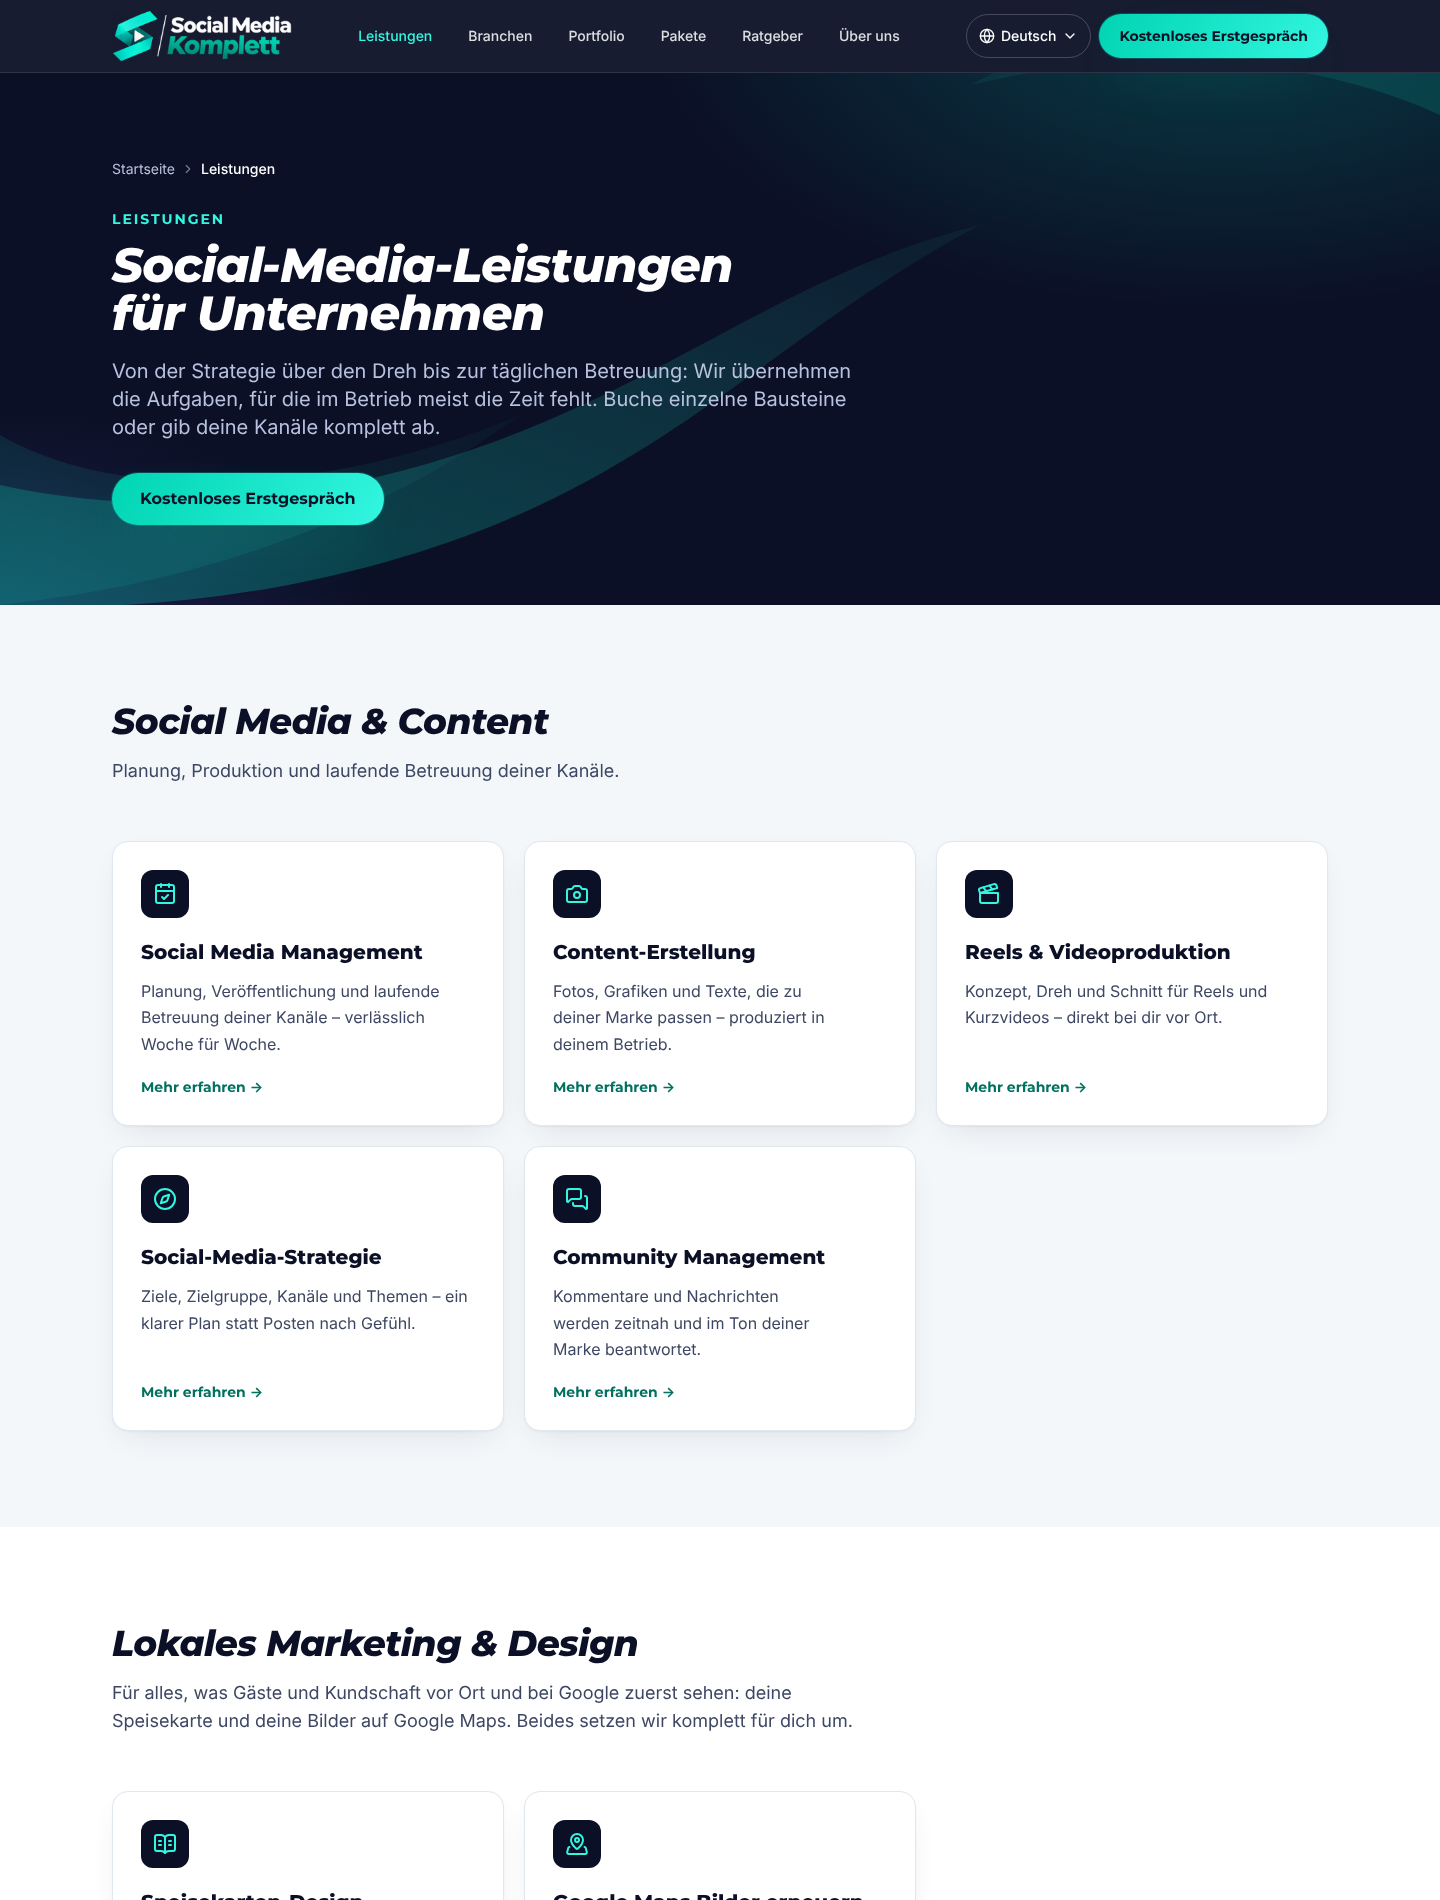 Social Media Komplett
Leistungen
Branchen
Portfolio
Pakete
Ratgeber
Über uns
Deutsch
Kostenloses Erstgespräch
Startseite > Leistungen
LEISTUNGEN
Social-Media-Leistungen
für Unternehmen
Von der Strategie über den Dreh bis zur täglichen Betreuung: Wir übernehmen
die Aufgaben, für die im Betrieb meist die Zeit fehlt. Buche einzelne Bausteine
oder gib deine Kanäle komplett ab.
Kostenloses Erstgespräch
Social Media & Content
Planung, Produktion und laufende Betreuung deiner Kanäle.
Social Media Management
Planung, Veröffentlichung und laufende
Betreuung deiner Kanäle – verlässlich
Woche für Woche.
Mehr erfahren →
Content-Erstellung
Fotos, Grafiken und Texte, die zu
deiner Marke passen – produziert in
deinem Betrieb.
Mehr erfahren →
Reels & Videoproduktion
Konzept, Dreh und Schnitt für Reels und
Kurzvideos – direkt bei dir vor Ort.
Mehr erfahren →
Social-Media-Strategie
Ziele, Zielgruppe, Kanäle und Themen – ein
klarer Plan statt Posten nach Gefühl.
Mehr erfahren →
Community Management
Kommentare und Nachrichten
werden zeitnah und im Ton deiner
Marke beantwortet.
Mehr erfahren →
Lokales Marketing & Design
Für alles, was Gäste und Kundschaft vor Ort und bei Google zuerst sehen: deine
Speisekarte und deine Bilder auf Google Maps. Beides setzen wir komplett für dich um.
Speisekarten-Design
Google Maps Bilder erneuern